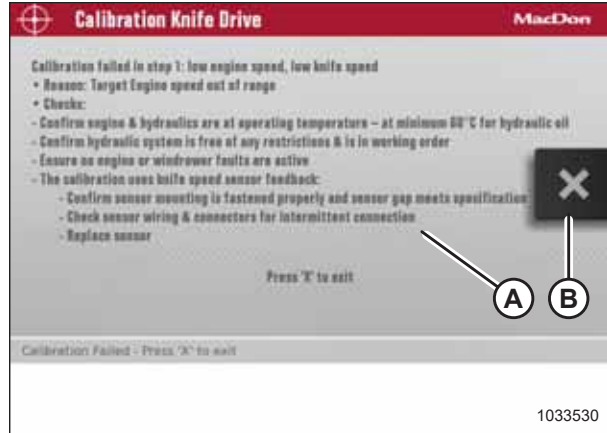 Calibration Knife Drive
MacDon
Calibration failed in step 1: low engine speed, low knife speed
• Reason: Target Engine speed out of range
• Checks:
- Confirm engine & hydraulics are at operating temperature – at minimum 60°C for hydraulic oil
- Confirm hydraulic system is free of any restrictions & is in working order
- Ensure no engine or windrower faults are active
- The calibration uses knife speed sensor feedback:
- Confirm sensor mounting is fastened properly and sensor gap meets specification
- Check sensor wiring & connectors for intermittent connection
- Replace sensor
Press 'X' to exit
A
B
Calibration Failed - Press 'X' to exit
1033530